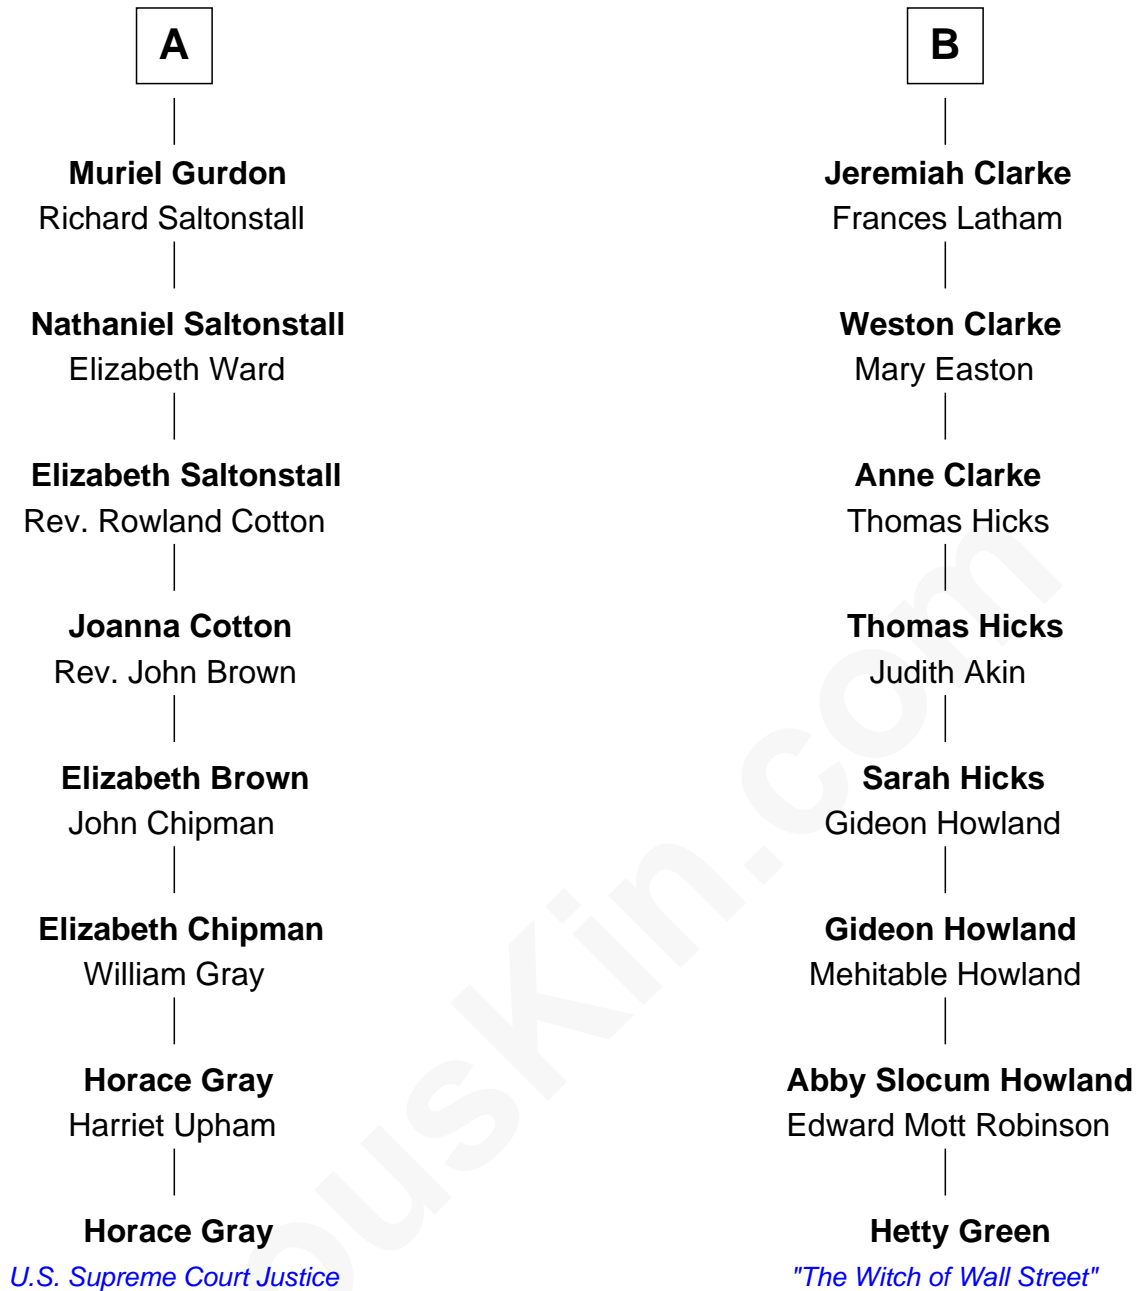 A
B
Muriel Gurdon
Richard Saltonstall
Jeremiah Clarke
Frances Latham
Nathaniel Saltonstall
Elizabeth Ward
Weston Clarke
Mary Easton
Elizabeth Saltonstall
Rev. Rowland Cotton
Anne Clarke
Thomas Hicks
Joanna Cotton
Rev. John Brown
Thomas Hicks
Judith Akin
Elizabeth Brown
John Chipman
Sarah Hicks
Gideon Howland
Elizabeth Chipman
William Gray
Gideon Howland
Mehitable Howland
Horace Gray
Harriet Upham
Abby Slocum Howland
Edward Mott Robinson
Horace Gray
U.S. Supreme Court Justice
Hetty Green
"The Witch of Wall Street"
ousKin.com